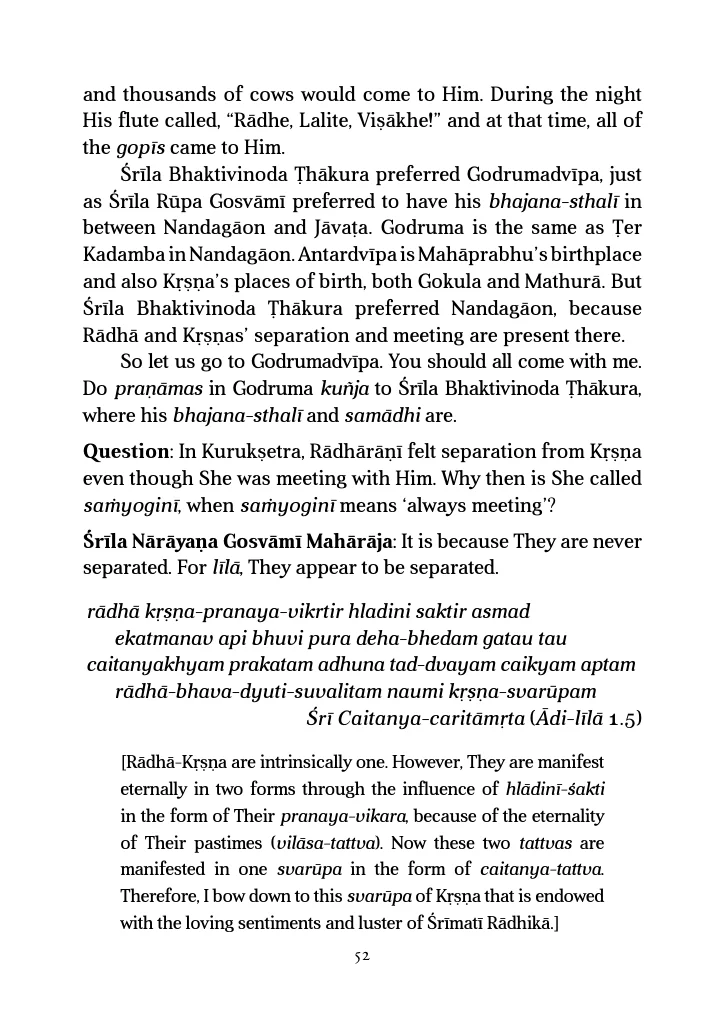 and thousands of cows would come to Him. During the night
His flute called, “Rādhe, Lalite, Viṣākhe!” and at that time, all of
the gopīs came to Him.
Śrīla Bhaktivinoda Ṭhākura preferred Godrumadvīpa, just
as Śrīla Rūpa Gosvāmī preferred to have his bhajana-sthalī in
between Nandagāon and Jāvaṭa. Godruma is the same as Ṭer
Kadamba in Nandagāon. Antardvīpa is Mahāprabhu’s birthplace
and also Kṛṣṇa’s places of birth, both Gokula and Mathurā. But
Śrīla Bhaktivinoda Ṭhākura preferred Nandagāon, because
Rādhā and Kṛṣṇas’ separation and meeting are present there.
So let us go to Godrumadvīpa. You should all come with me.
Do praṇāmas in Godruma kuñja to Śrīla Bhaktivinoda Ṭhākura,
where his bhajana-sthalī and samādhi are.
Question: In Kurukṣetra, Rādhārāṇī felt separation from Kṛṣṇa
even though She was meeting with Him. Why then is She called
saṁyoginī, when saṁyoginī means ‘always meeting’?
Śrīla Nārāyaṇa Gosvāmī Mahārāja: It is because They are never
separated. For līlā, They appear to be separated.
rādhā kṛṣṇa-pranaya-vikrtir hladini saktir asmad
ekatmanav api bhuvi pura deha-bhedam gatau tau
caitanyakhyam prakatam adhuna tad-dvayam caikyam aptam
rādhā-bhava-dyuti-suvalitam naumi kṛṣṇa-svarūpam
Śrī Caitanya-caritāmṛta (Ādi-līlā 1.5)
[Rādhā-Kṛṣṇa are intrinsically one. However, They are manifest
eternally in two forms through the influence of hlādinī-śakti
in the form of Their pranaya-vikara, because of the eternality
of Their pastimes (vilāsa-tattva). Now these two tattvas are
manifested in one svarūpa in the form of caitanya-tattva.
Therefore, I bow down to this svarūpa of Kṛṣṇa that is endowed
with the loving sentiments and luster of Śrīmatī Rādhikā.]
52